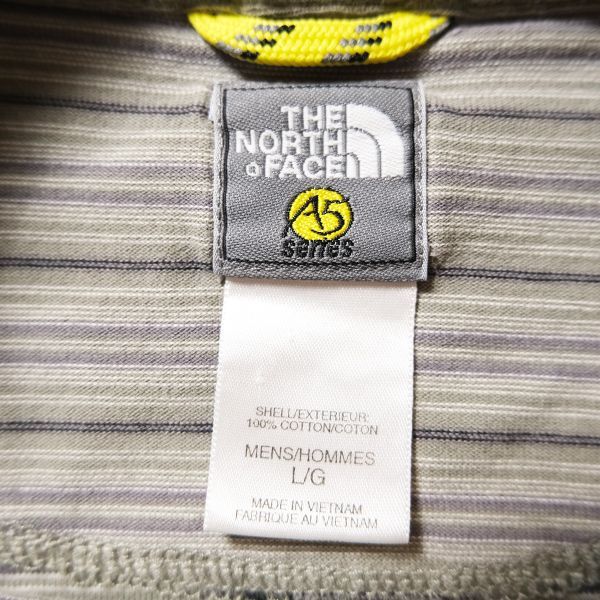 THE
NORTH
FACE
A5
series
SHELL/EXTERIEUR:
100% COTTON/COTON
MENS/HOMMES
L/G
MADE IN VIETNAM
FABRIQUE AU VIETNAM